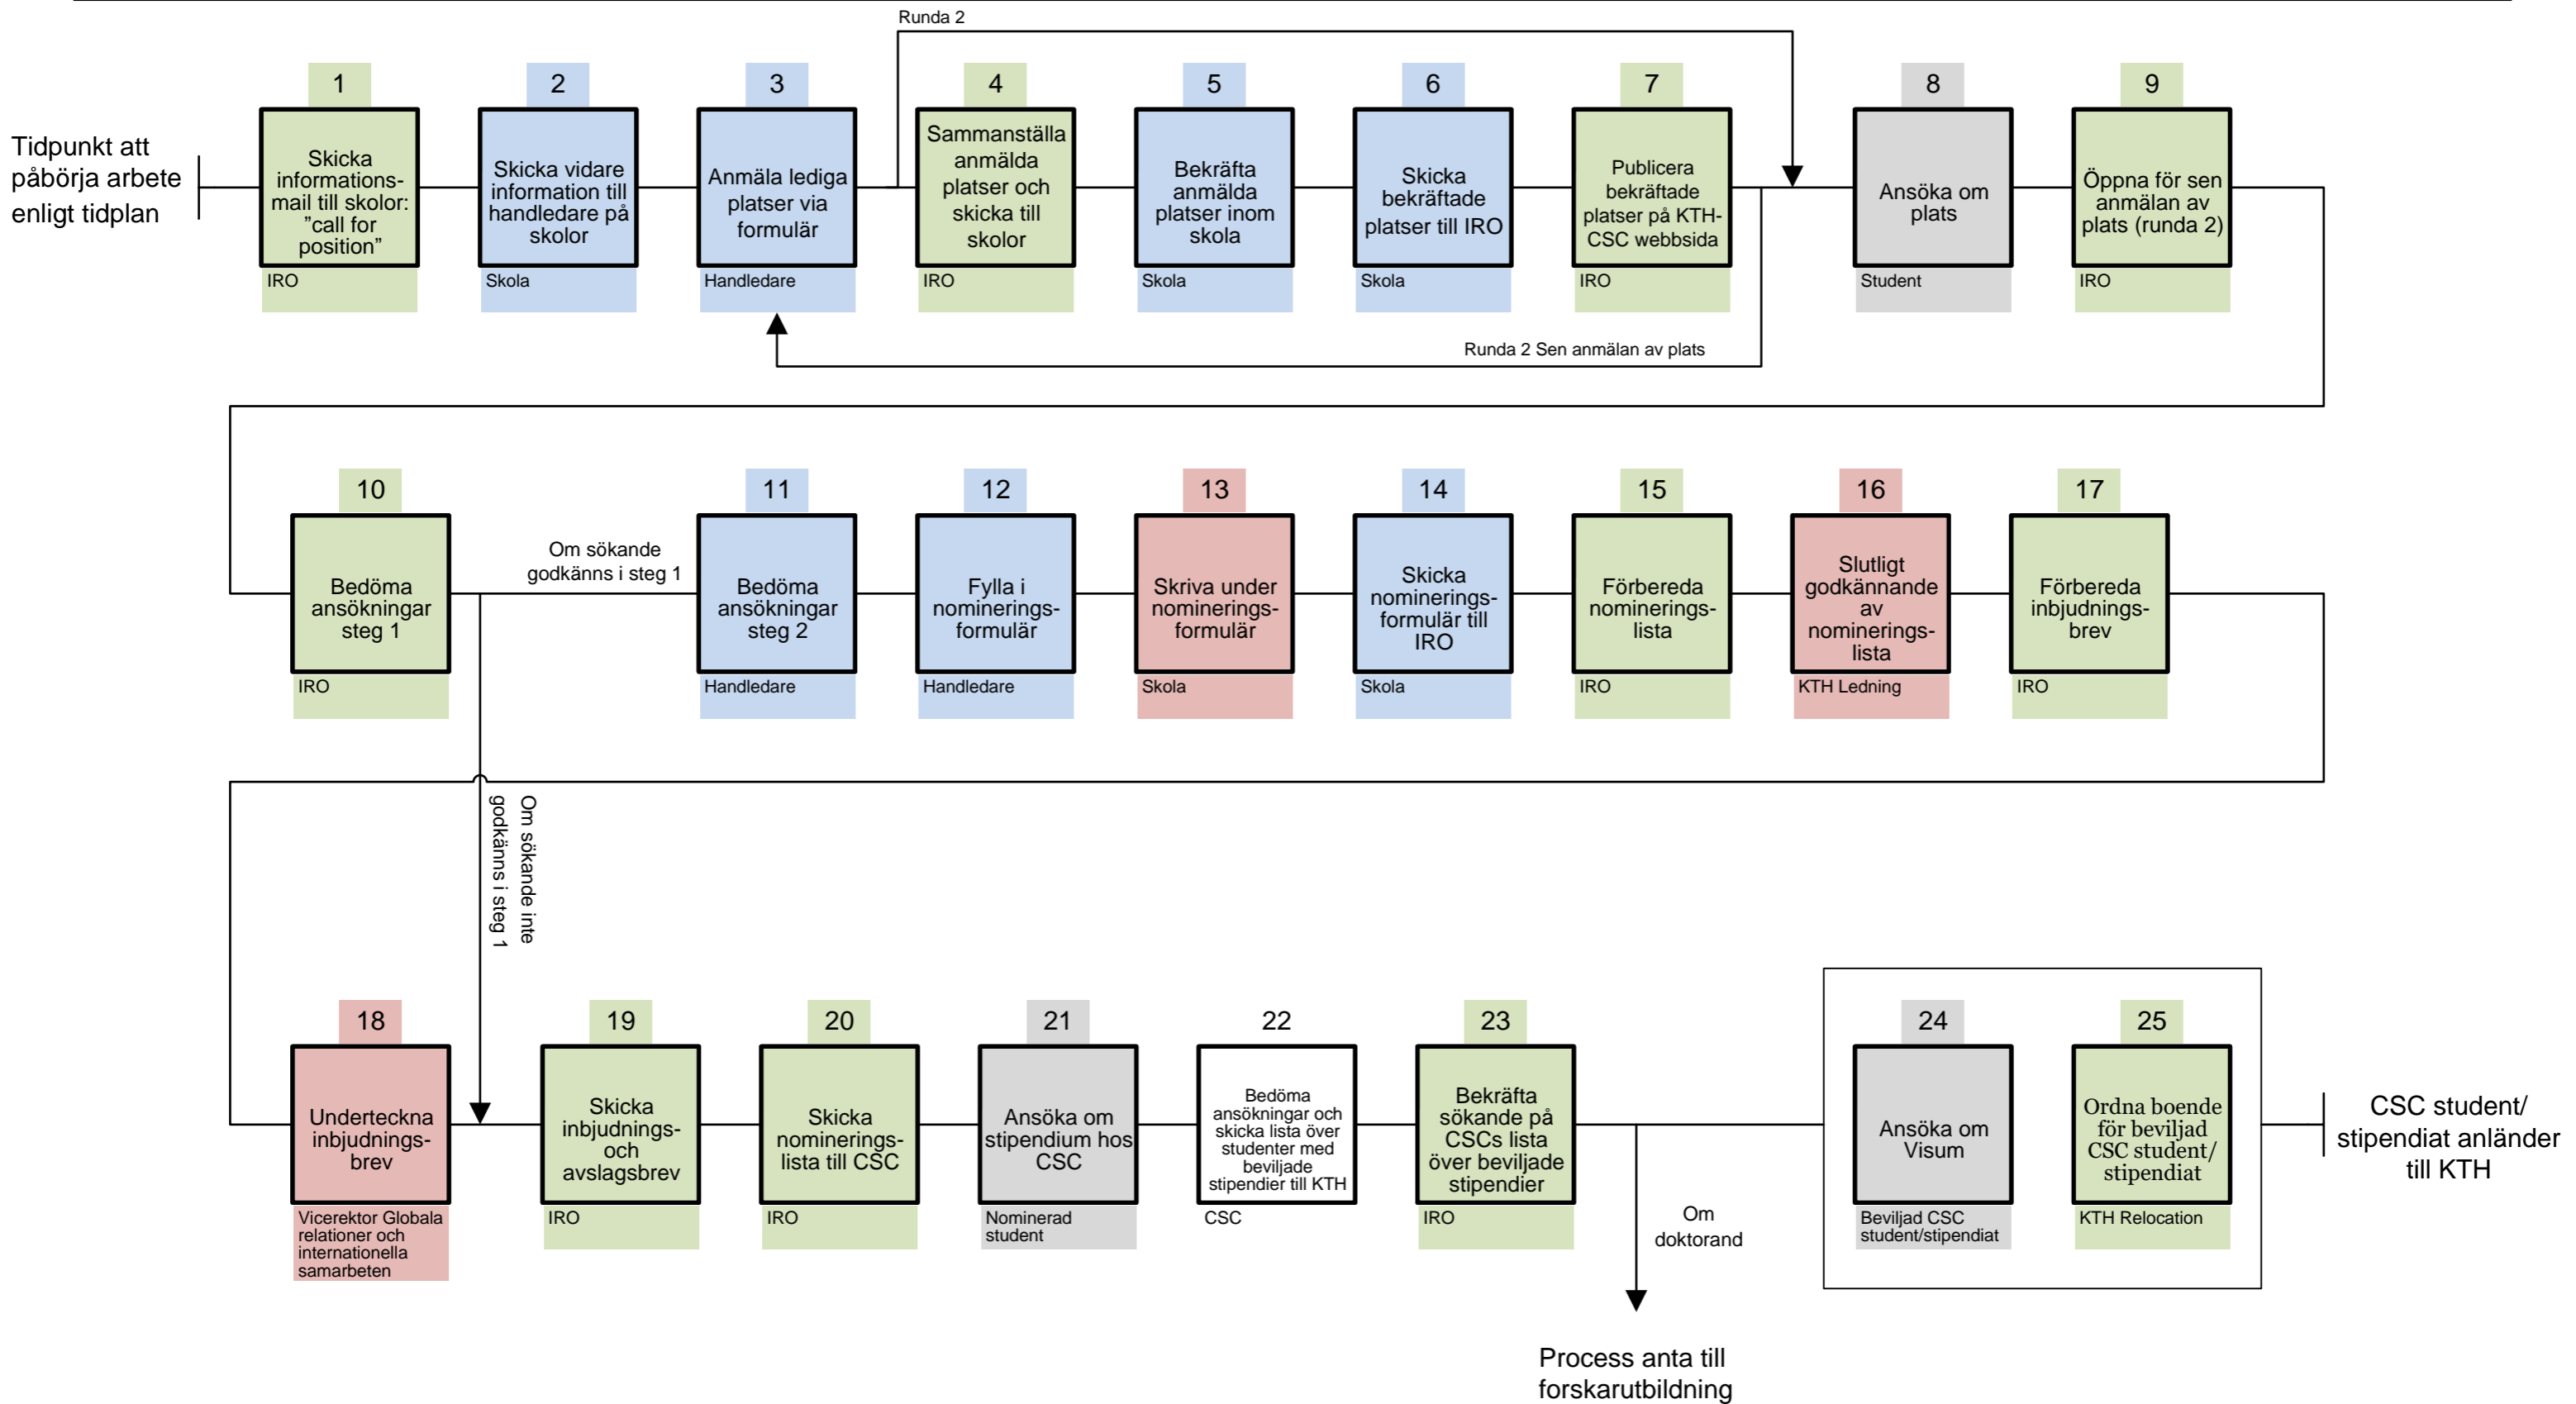 Runda 2
1
2
3
4
5
6
7
8
9
Tidpunkt att
påbörja arbete
enligt tidplan
Skicka
informations-
mail till skolor:
”call for
position”
IRO
Skicka vidare
information till
handledare på
skolor
Skola
Anmäla lediga
platser via
formulär
Handledare
Sammanställa
anmälda
platser och
skicka till
skolor
IRO
Bekräfta
anmälda
platser inom
skola
Skola
Skicka
bekräftade
platser till IRO
Skola
Publicera
bekräftade
platser på KTH-
CSC webbsida
IRO
Ansöka om
plats
Student
Öppna för sen
anmälan av
plats (runda 2)
IRO
Runda 2 Sen anmälan av plats
10
11
12
13
14
15
16
17
Bedöma
ansökningar
steg 1
IRO
Om sökande
godkänns i steg 1
Bedöma
ansökningar
steg 2
Handledare
Fylla i
nominerings-
formulär
Handledare
Skriva under
nominerings-
formulär
Skola
Skicka
nominerings-
formulär till
IRO
Skola
Förbereda
nominerings-
lista
IRO
Slutligt
godkännande
av
nominerings-
lista
KTH Ledning
Förbereda
inbjudnings-
brev
IRO
Om sökande inte
godkänns i steg 1
18
19
20
21
22
23
24
25
Underteckna
inbjudnings-
brev
Vicerektor Globala
relationer och
internationella
samarbeten
Skicka
inbjudnings-
och
avslagsbrev
IRO
Skicka
nominerings-
lista till CSC
IRO
Ansöka om
stipendium hos
CSC
Nominerad
student
Bedöma
ansökningar och
skicka lista över
studenter med
beviljade
stipendier till KTH
CSC
Bekräfta
sökande på
CSCs lista
över beviljade
stipendier
IRO
Om
doktorand
Ansöka om
Visum
Beviljad CSC
student/stipendiat
Ordna boende
för beviljad
CSC student/
stipendiat
KTH Relocation
CSC student/
stipendiat anländer
till KTH
Process anta till
forskarutbildning